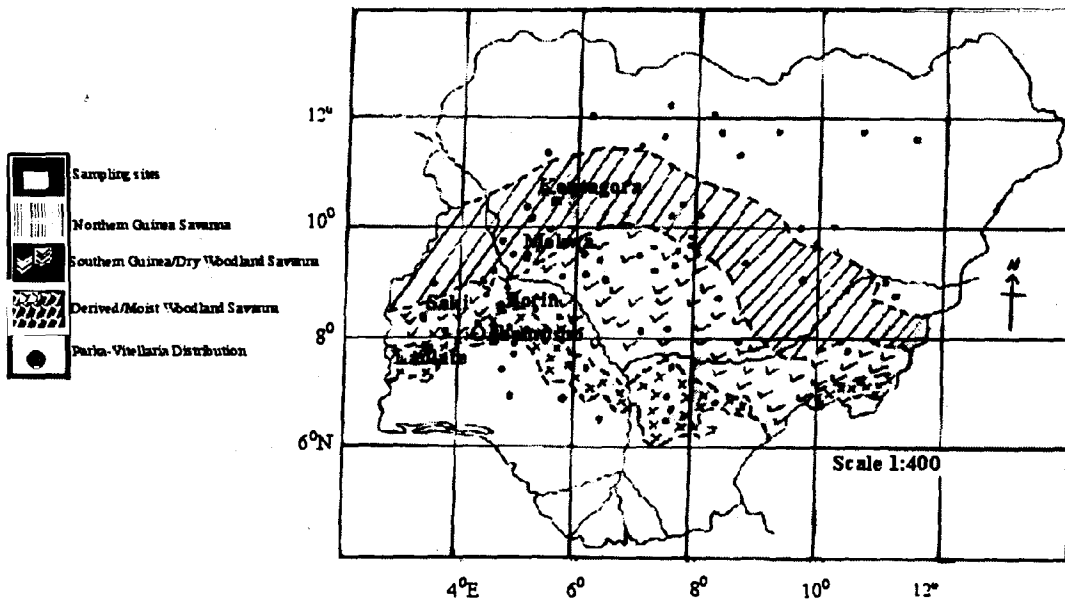 Sampling sites
Northern Guinea Savanna
Southern Guinea/Dry Woodland Savanna
Derived/Moist Woodland Savanna
Parkia-Vitellaria Distribution
12°
10°
8°
6°N
Kontagora
Mokwa
Saki
Ilorin
N
Scale 1:400
4°E
6°
8°
10°
12°